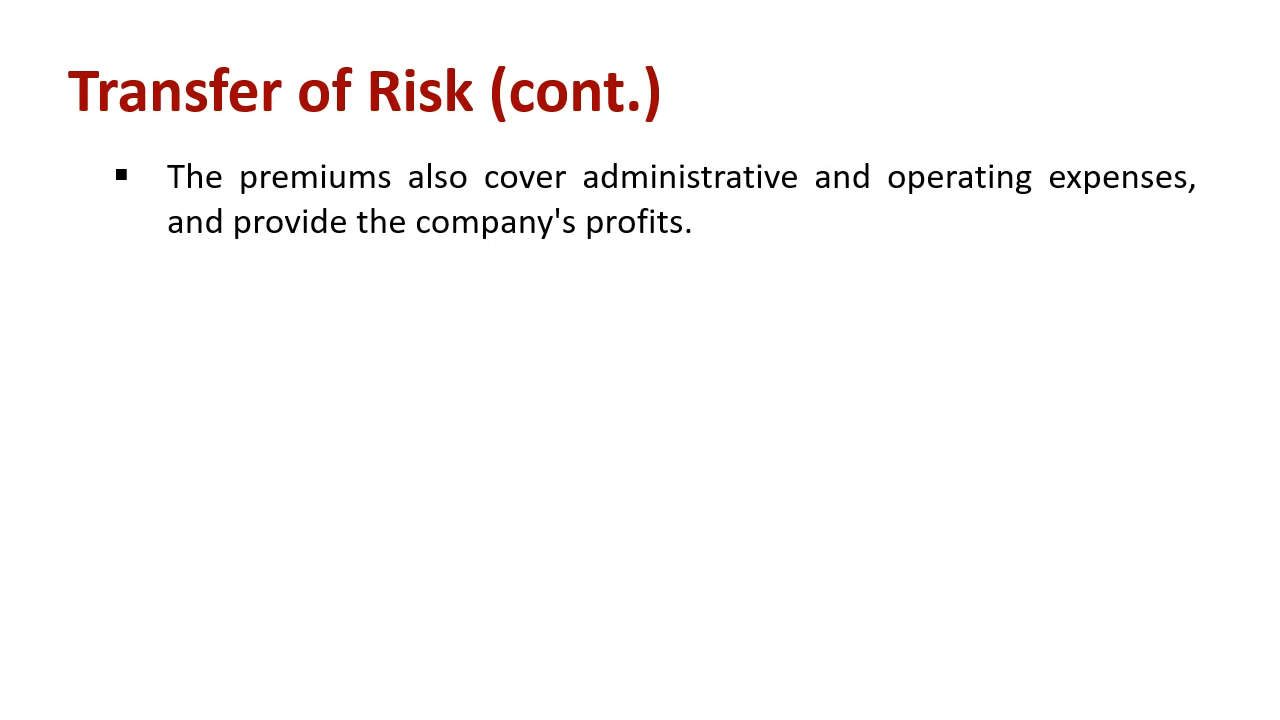 Transfer of Risk (cont.)
▪ The premiums also cover administrative and operating expenses,
and provide the company's profits.